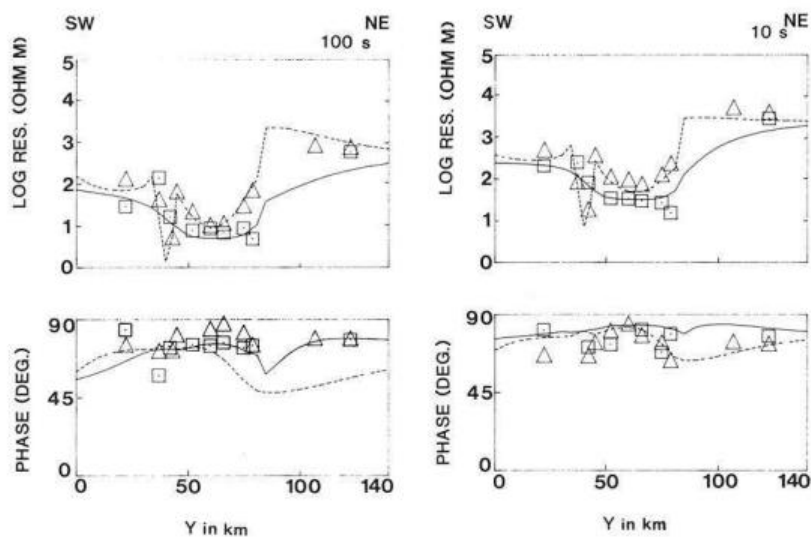 SW NE
100 s
LOG RES. (OHM M)
5
4
3
2
1
0
PHASE (DEG.)
90
45
0
50
100
140
Y in km
SW NE
10 s
LOG RES. (OHM M)
5
4
3
2
1
0
PHASE (DEG.)
90
45
0
50
100
140
Y in km